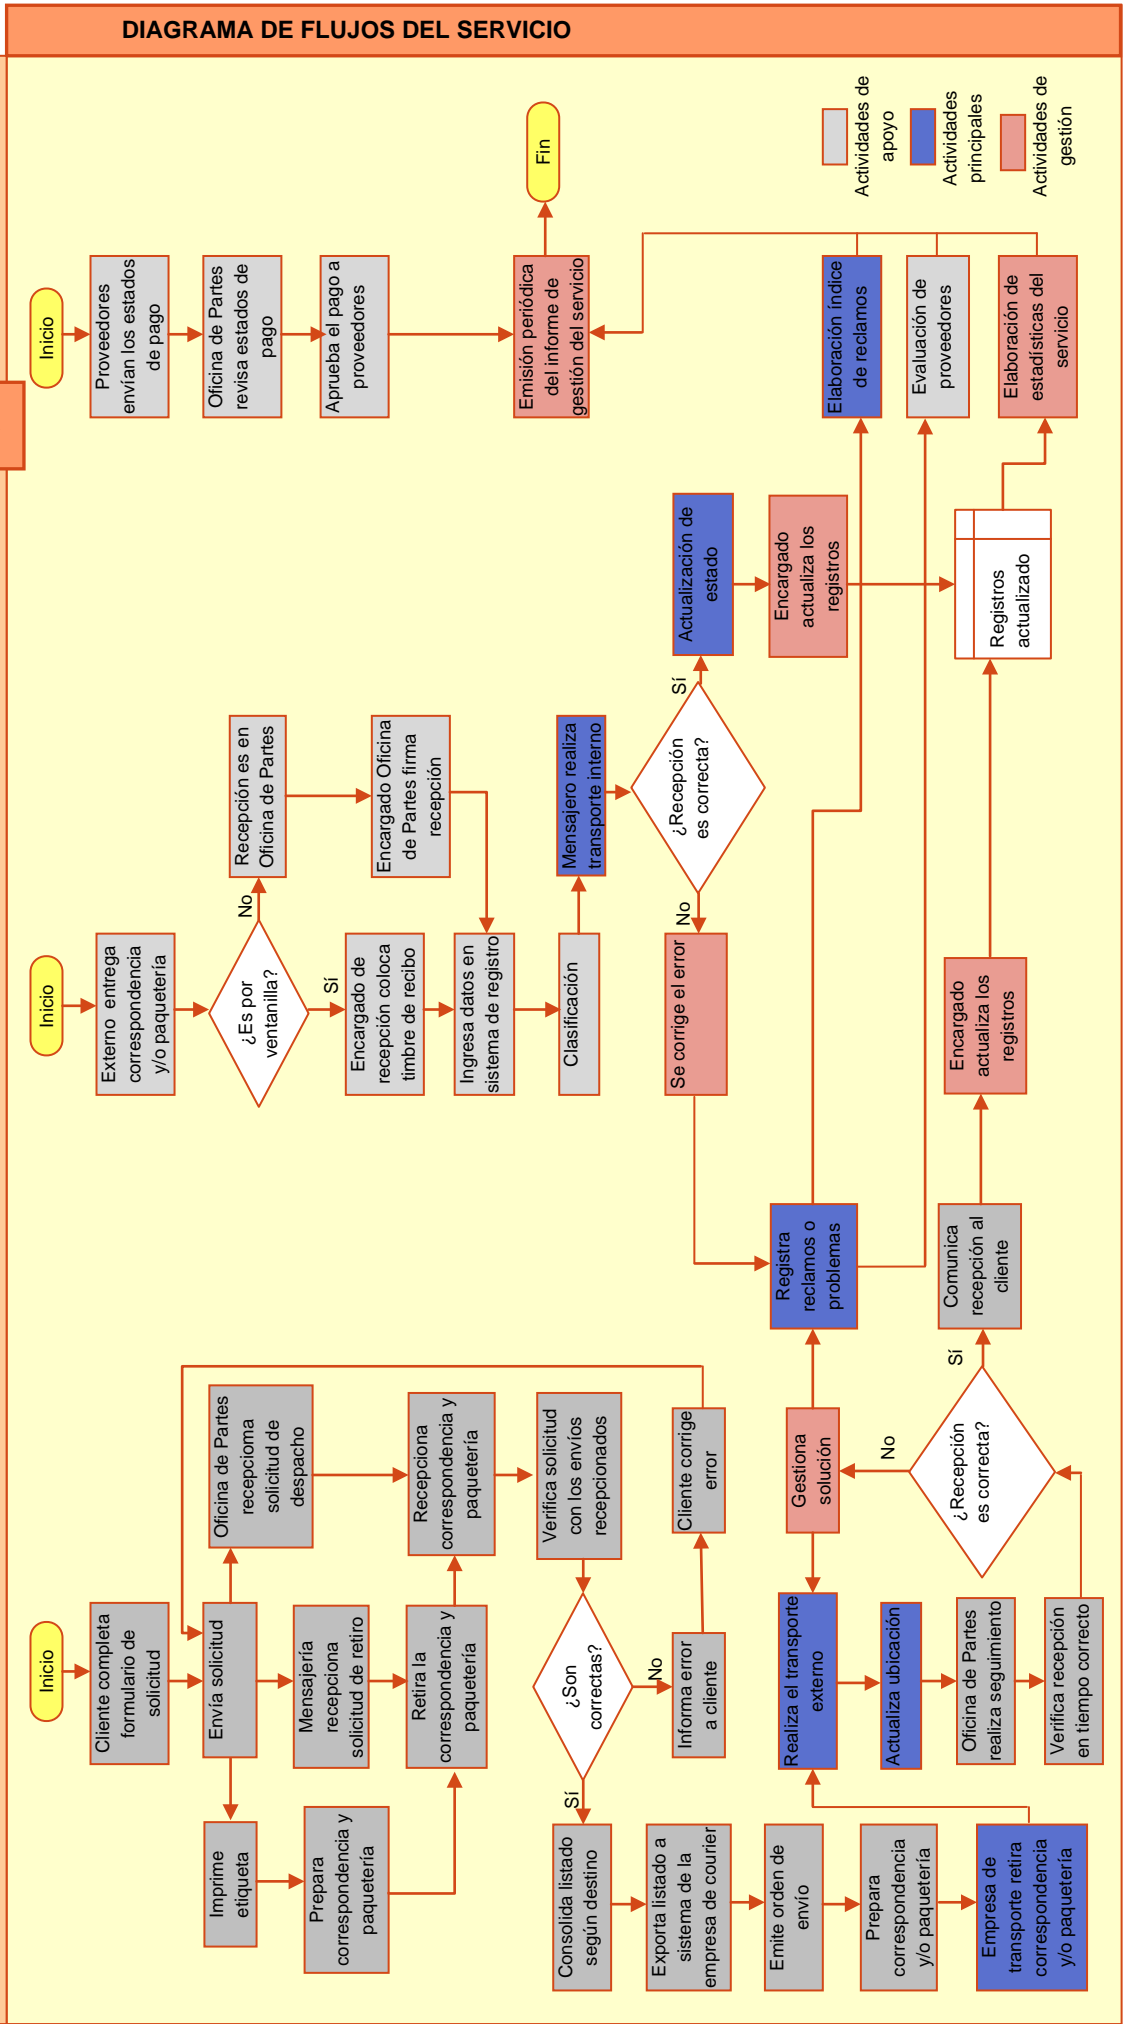 DIAGRAMA DE FLUJOS DEL SERVICIO
Inicio
Cliente completa
formulario de
solicitud
Envía solicitud
Imprime
etiqueta
Prepara
correspondencia y
paquetería
Mensajería
recepciona
solicitud de retiro
Retira la
correspondencia y
paquetería
Oficina de Partes
recepcioma
solicitud de
despacho
Recepciona
correspondencia y
paquetería
Verifica solicitud
con los envíos
recepcionados
¿Son
correctas?
Sí
No
Informa error
a cliente
Cliente corrige
error
Consolida listado
según destino
Exporta listado a
sistema de la
empresa de courier
Emite orden de
envío
Prepara
correspondencia
y/o paquetería
Empresa de
transporte retira
correspondencia
y/o paquetería
Realiza el transporte
externo
Actualiza ubicación
Oficina de Partes
realiza seguimiento
Verifica recepción
en tiempo correcto
¿Recepción
es correcta?
No
Sí
Gestiona
solución
Registra
reclamos o
problemas
Comunica
recepción al
cliente
Encargado
actualiza los
registros
Inicio
Externo entrega
correspondencia
y/o paquetería
¿Es por
ventanilla?
No
Sí
Recepción es en
Oficina de Partes
Encargado Oficina
de Partes firma
recepción
Encargado de
recepción coloca
timbre de recibo
Ingresa datos en
sistema de registro
Clasificación
Mensajero realiza
transporte interno
¿Recepción
es correcta?
No
Sí
Se corrige el error
Actualización de
estado
Encargado
actualiza los
registros
Registros
actualizado
Inicio
Proveedores
envían los estados
de pago
Oficina de Partes
revisa estados de
pago
Aprueba el pago a
proveedores
Emisión periódica
del informe de
gestión del servicio
Fin
Elaboración índice
de reclamos
Evaluación de
proveedores
Elaboración de
estadísticas del
servicio
Actividades de
apoyo
Actividades
principales
Actividades de
gestión